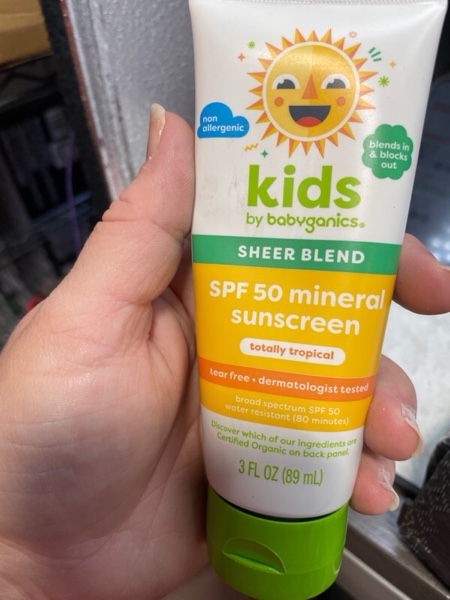 non
allergenic
blends in
& blocks
out
kids
by babyganics®
SHEER BLEND
SPF 50 mineral
sunscreen
totally tropical
tear free • dermatologist tested
broad spectrum SPF 50
water resistant (80 minutes)
Discover which of our ingredients are
Certified Organic on back panel.
3 FL OZ (89 mL)